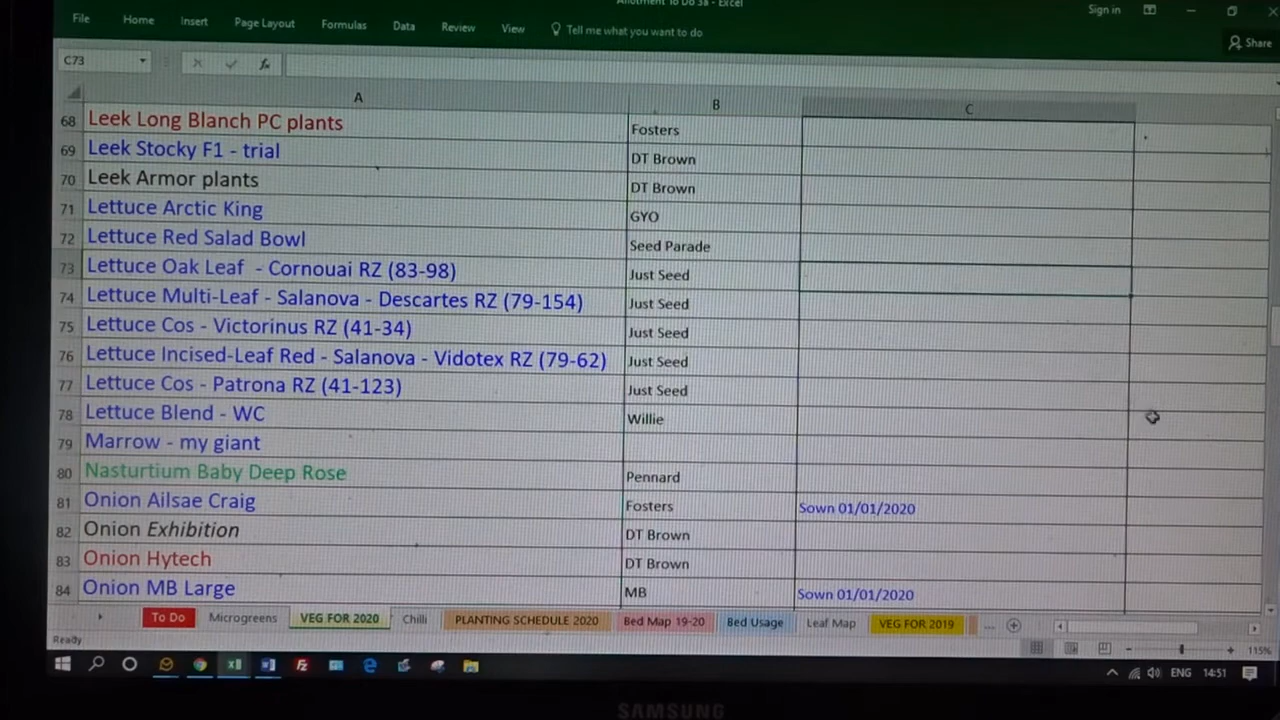 Allotment To Do 3a - Excel
Sign in
File Home Insert Page Layout Formulas Data Review View Tell me what you want to do
Share
C73 fx
A B C
68 Leek Long Blanch PC plants Fosters
69 Leek Stocky F1 - trial DT Brown
70 Leek Armor plants DT Brown
71 Lettuce Arctic King GYO
72 Lettuce Red Salad Bowl Seed Parade
73 Lettuce Oak Leaf - Cornouai RZ (83-98) Just Seed
74 Lettuce Multi-Leaf - Salanova - Descartes RZ (79-154) Just Seed
75 Lettuce Cos - Victorinus RZ (41-34) Just Seed
76 Lettuce Incised-Leaf Red - Salanova - Vidotex RZ (79-62) Just Seed
77 Lettuce Cos - Patrona RZ (41-123) Just Seed
78 Lettuce Blend - WC Willie
79 Marrow - my giant
80 Nasturtium Baby Deep Rose Pennard
81 Onion Ailsae Craig Fosters Sown 01/01/2020
82 Onion Exhibition DT Brown
83 Onion Hytech DT Brown
84 Onion MB Large MB Sown 01/01/2020
To Do Microgreens VEG FOR 2020 Chilli PLANTING SCHEDULE 2020 Bed Map 19-20 Bed Usage Leaf Map VEG FOR 2019 ...
Ready 115%
ENG 14:51
SAMSUNG